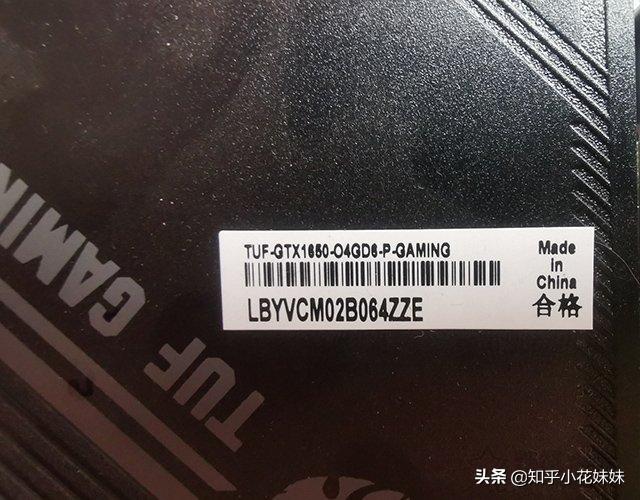 TUF-GTX1650-O4GD6-P-GAMING
LBYVCM02B064ZZE
Made
in
China
合格
TUF GAMIN
头条 @知乎小花妹妹